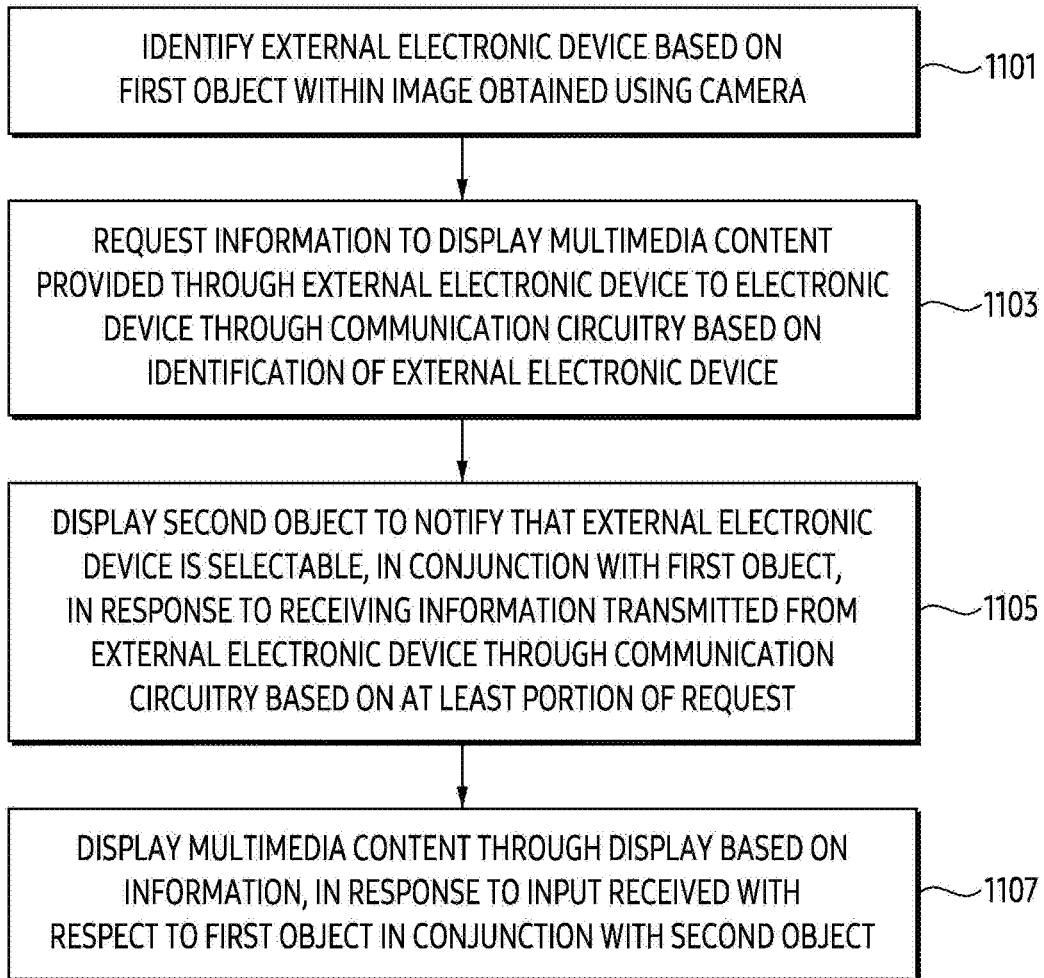 IDENTIFY EXTERNAL ELECTRONIC DEVICE BASED ON
FIRST OBJECT WITHIN IMAGE OBTAINED USING CAMERA
1101
REQUEST INFORMATION TO DISPLAY MULTIMEDIA CONTENT
PROVIDED THROUGH EXTERNAL ELECTRONIC DEVICE TO ELECTRONIC
DEVICE THROUGH COMMUNICATION CIRCUITRY BASED ON
IDENTIFICATION OF EXTERNAL ELECTRONIC DEVICE
1103
DISPLAY SECOND OBJECT TO NOTIFY THAT EXTERNAL ELECTRONIC
DEVICE IS SELECTABLE, IN CONJUNCTION WITH FIRST OBJECT,
IN RESPONSE TO RECEIVING INFORMATION TRANSMITTED FROM
EXTERNAL ELECTRONIC DEVICE THROUGH COMMUNICATION
CIRCUITRY BASED ON AT LEAST PORTION OF REQUEST
1105
DISPLAY MULTIMEDIA CONTENT THROUGH DISPLAY BASED ON
INFORMATION, IN RESPONSE TO INPUT RECEIVED WITH
RESPECT TO FIRST OBJECT IN CONJUNCTION WITH SECOND OBJECT
1107